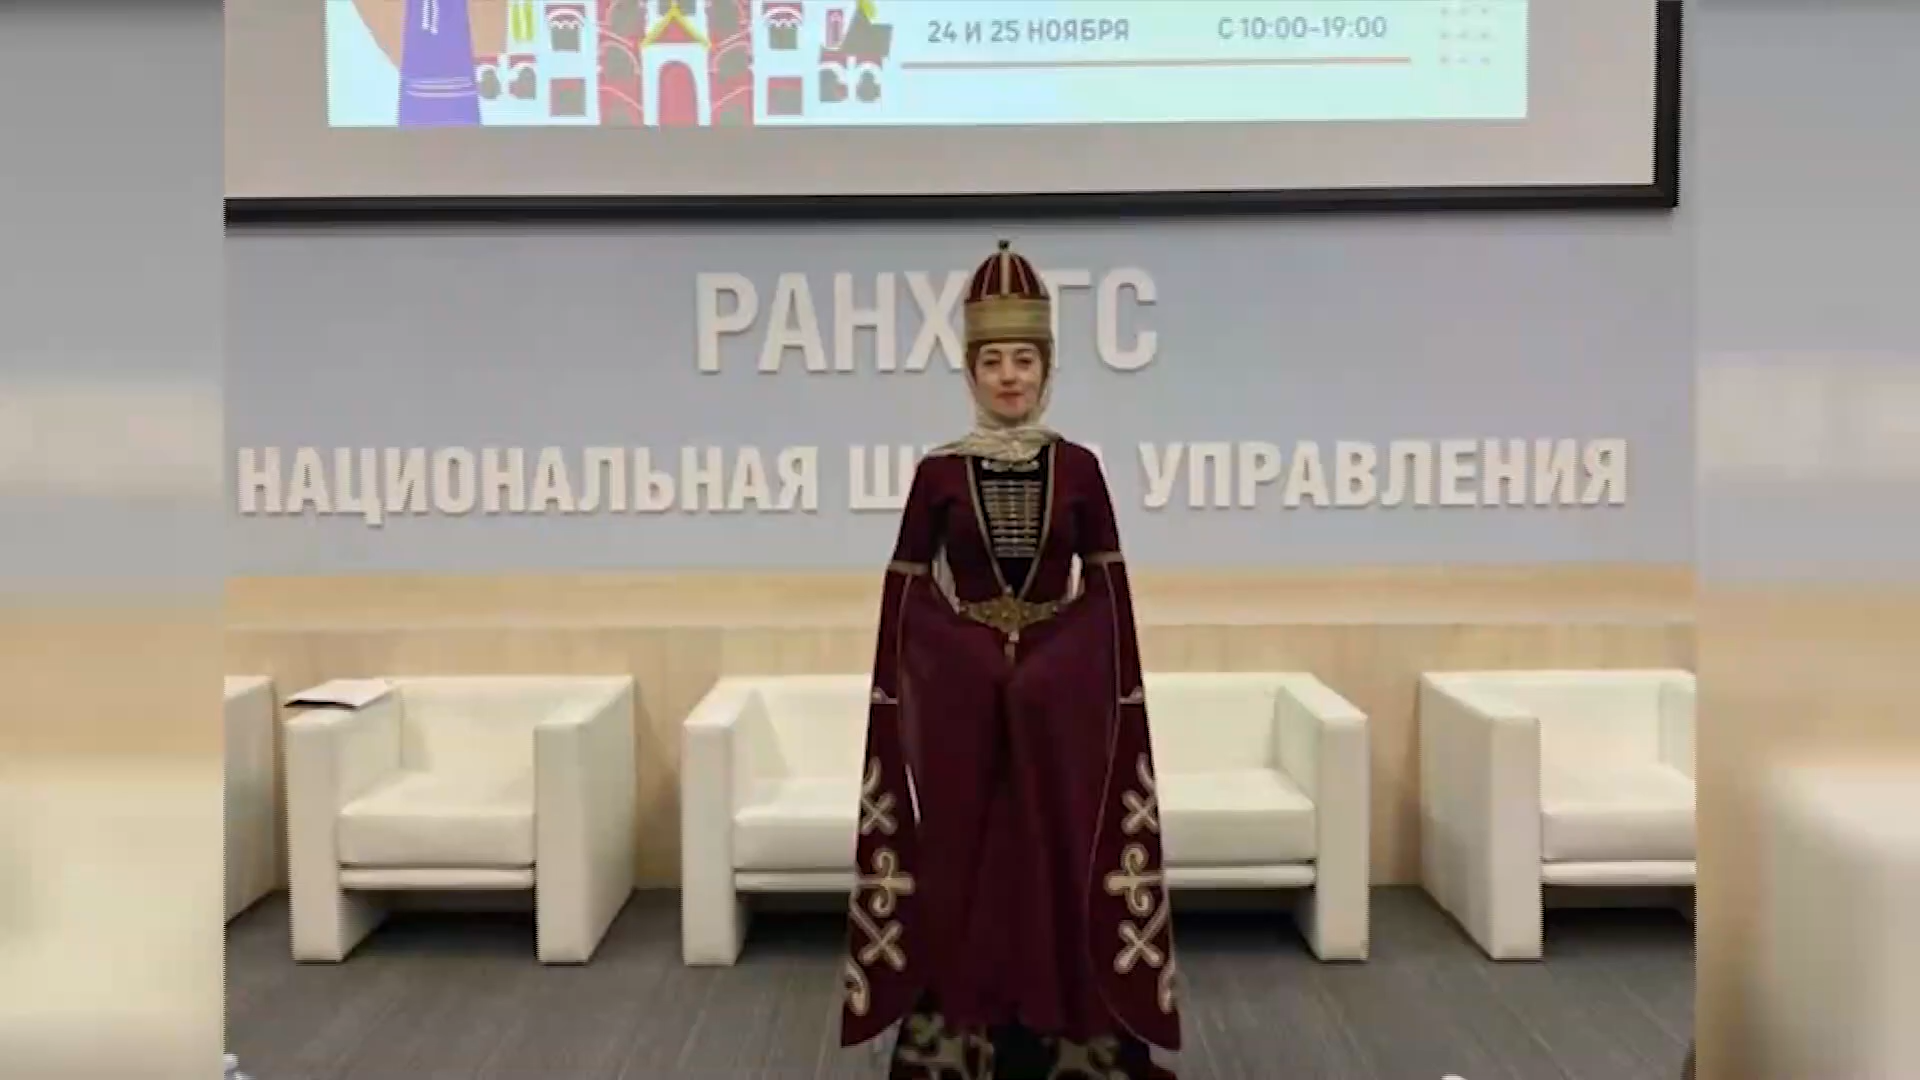 24 И 25 НОЯБРЯ С 10:00-19:00
РАНХ ГС
НАЦИОНАЛЬНАЯ Ш А УПРАВЛЕНИЯ